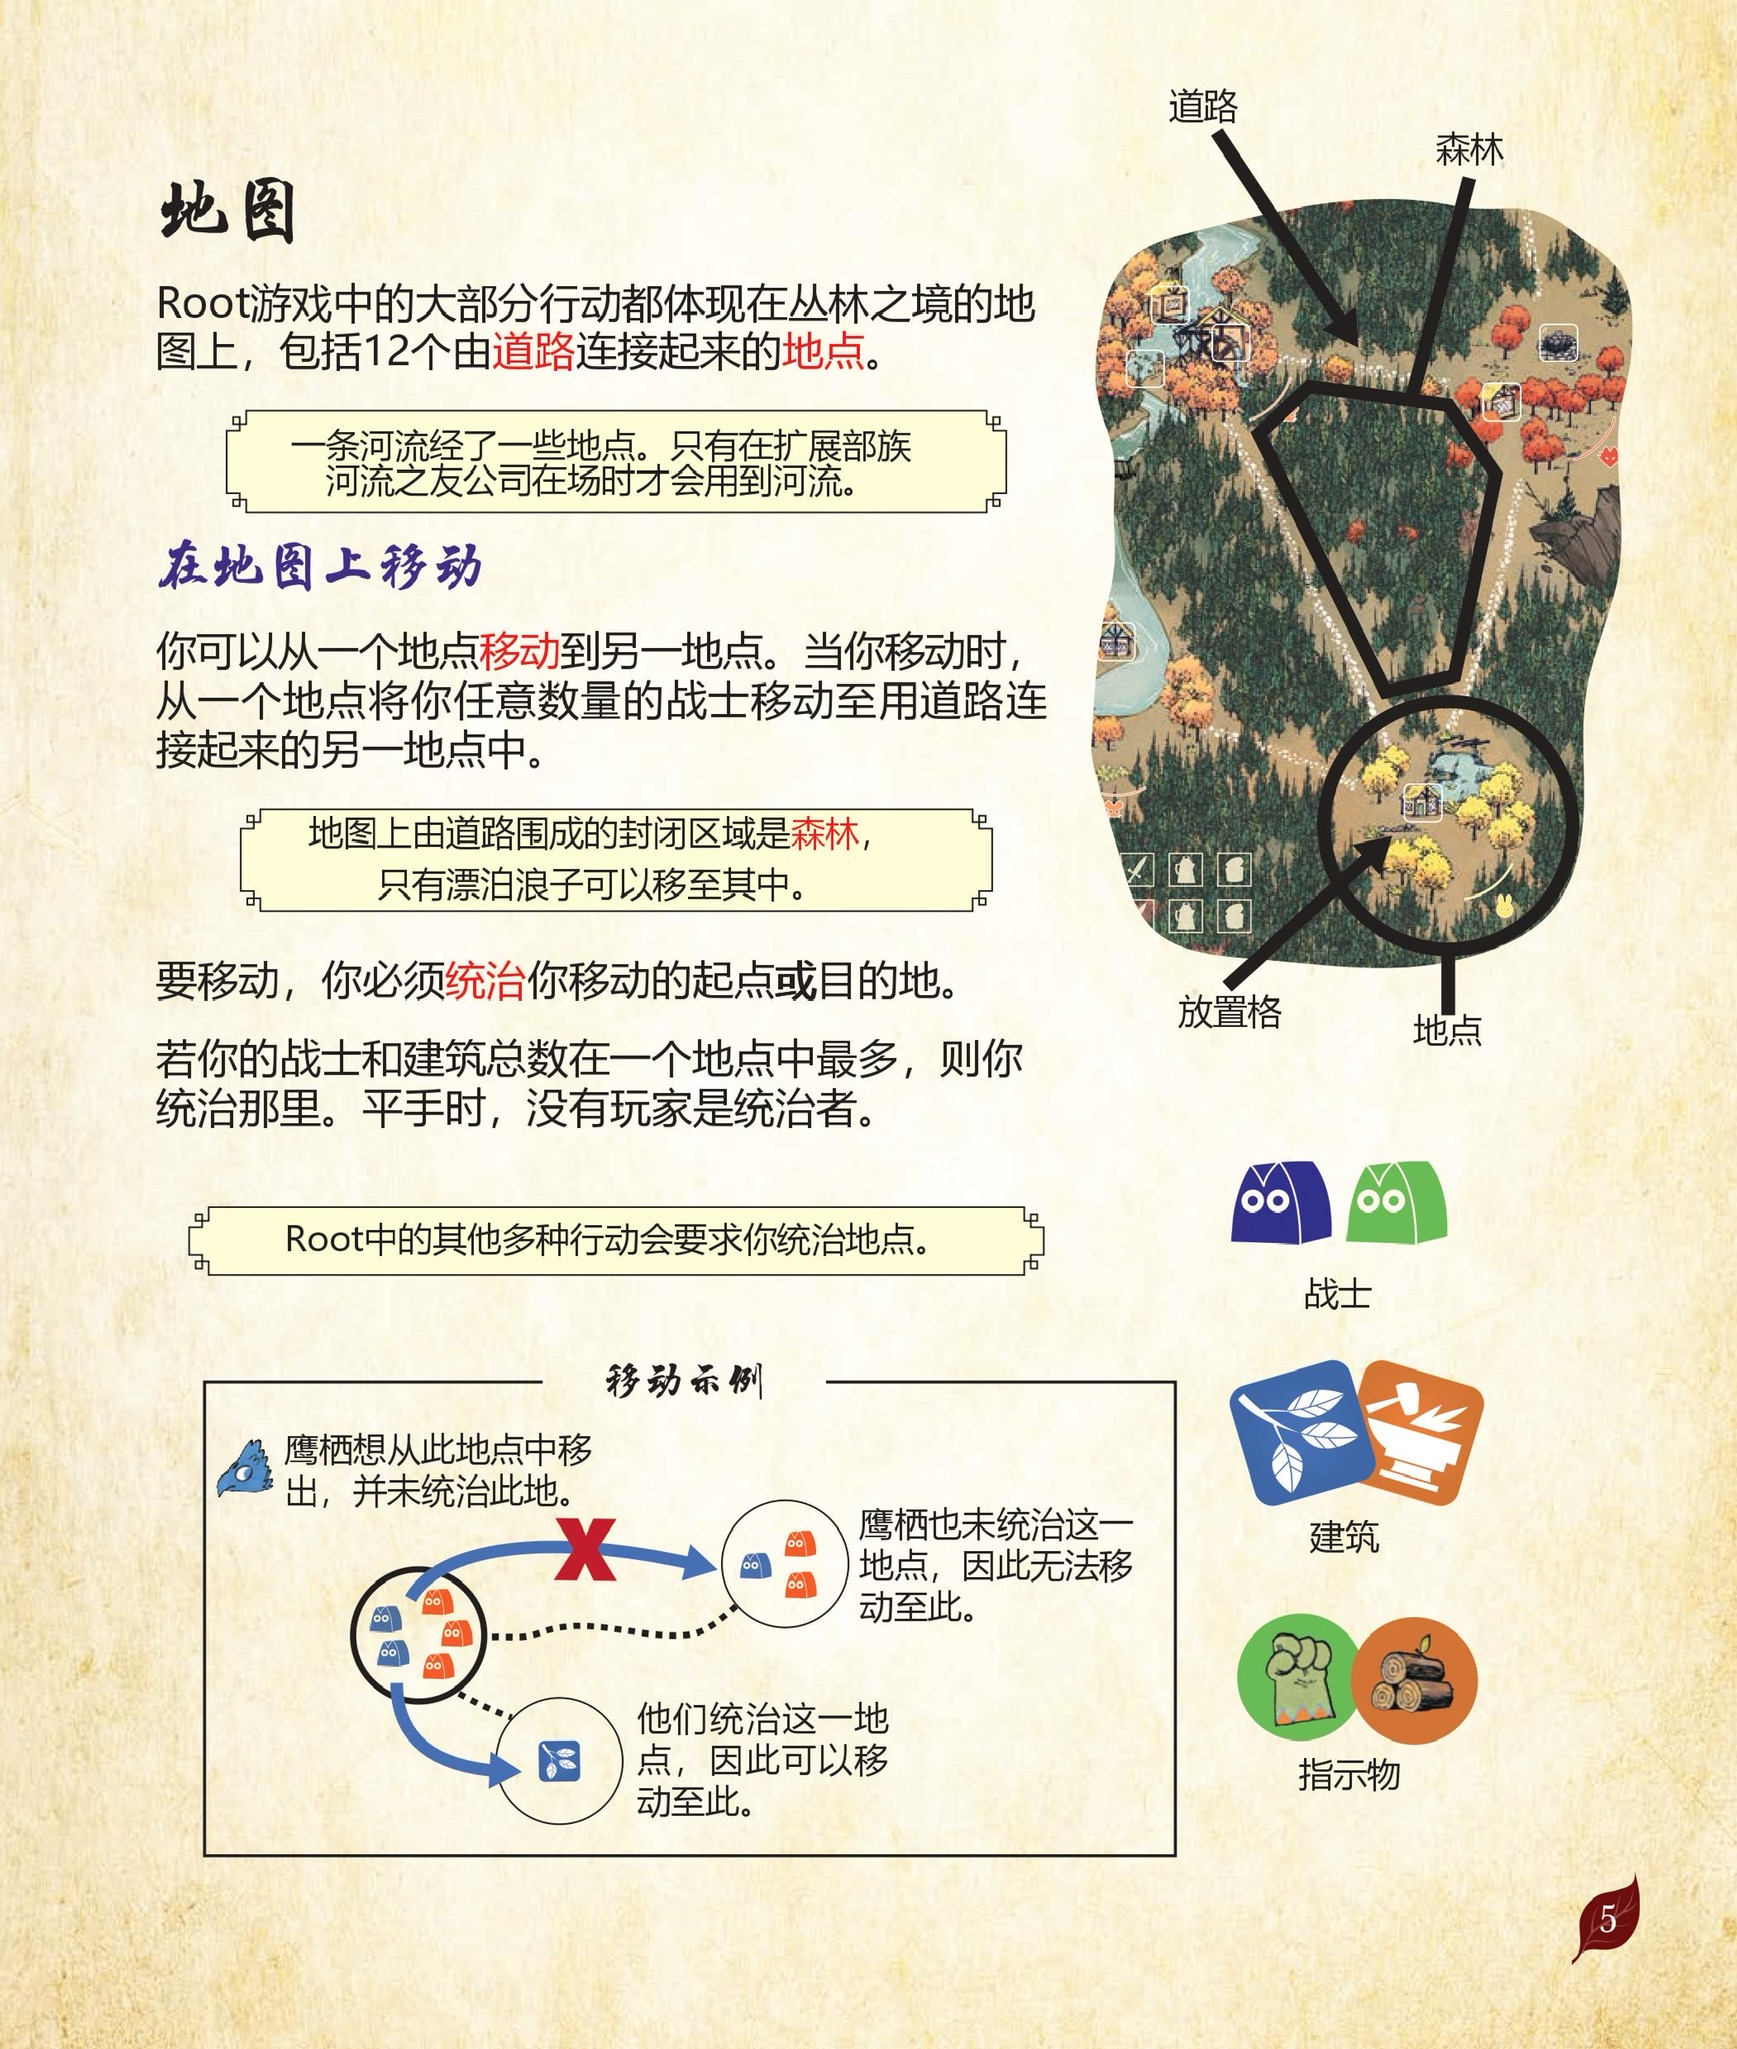 道路
森林
地图
Root游戏中的大部分行动都体现在丛林之境的地
图上，包括12个由道路连接起来的地点。
一条河流经了一些地点。只有在扩展部族
河流之友公司在场时才会用到河流。
在地图上移动
你可以从一个地点移动到另一地点。当你移动时，
从一个地点将你任意数量的战士移动至用道路连
接起来的另一地点中。
地图上由道路围成的封闭区域是森林，
只有漂泊浪子可以移至其中。
要移动，你必须统治你移动的起点或目的地。
若你的战士和建筑总数在一个地点中最多，则你
统治那里。平手时，没有玩家是统治者。
Root中的其他多种行动会要求你统治地点。
放置格
地点
战士
建筑
指示物
移动示例
鹰栖想从此地点中移
出，并未统治此地。
X
鹰栖也未统治这一
地点，因此无法移
动至此。
他们统治这一地
点，因此可以移
动至此。
5